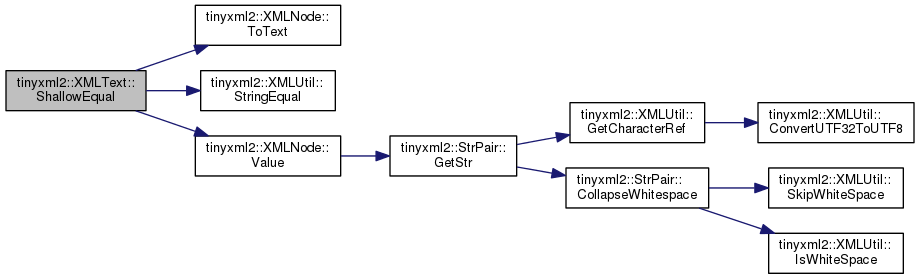 tinyxml2::XMLText::
ShallowEqual
tinyxml2::XMLNode::
ToText
tinyxml2::XMLUtil::
StringEqual
tinyxml2::XMLNode::
Value
tinyxml2::StrPair::
GetStr
tinyxml2::XMLUtil::
GetCharacterRef
tinyxml2::XMLUtil::
ConvertUTF32ToUTF8
tinyxml2::StrPair::
CollapseWhitespace
tinyxml2::XMLUtil::
SkipWhiteSpace
tinyxml2::XMLUtil::
IsWhiteSpace